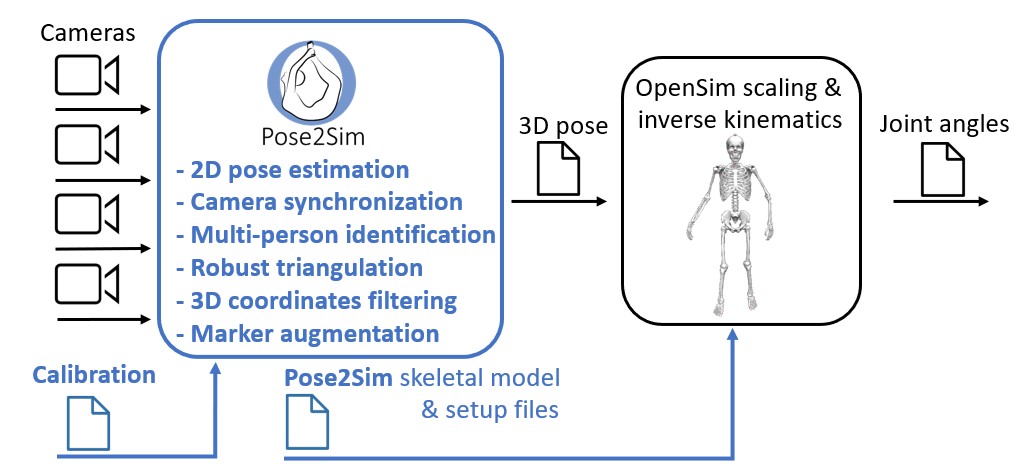 Cameras
Pose2Sim
- 2D pose estimation
- Camera synchronization
- Multi-person identification
- Robust triangulation
- 3D coordinates filtering
- Marker augmentation
3D pose
OpenSim scaling &
inverse kinematics
Joint angles
Calibration
Pose2Sim skeletal model
& setup files